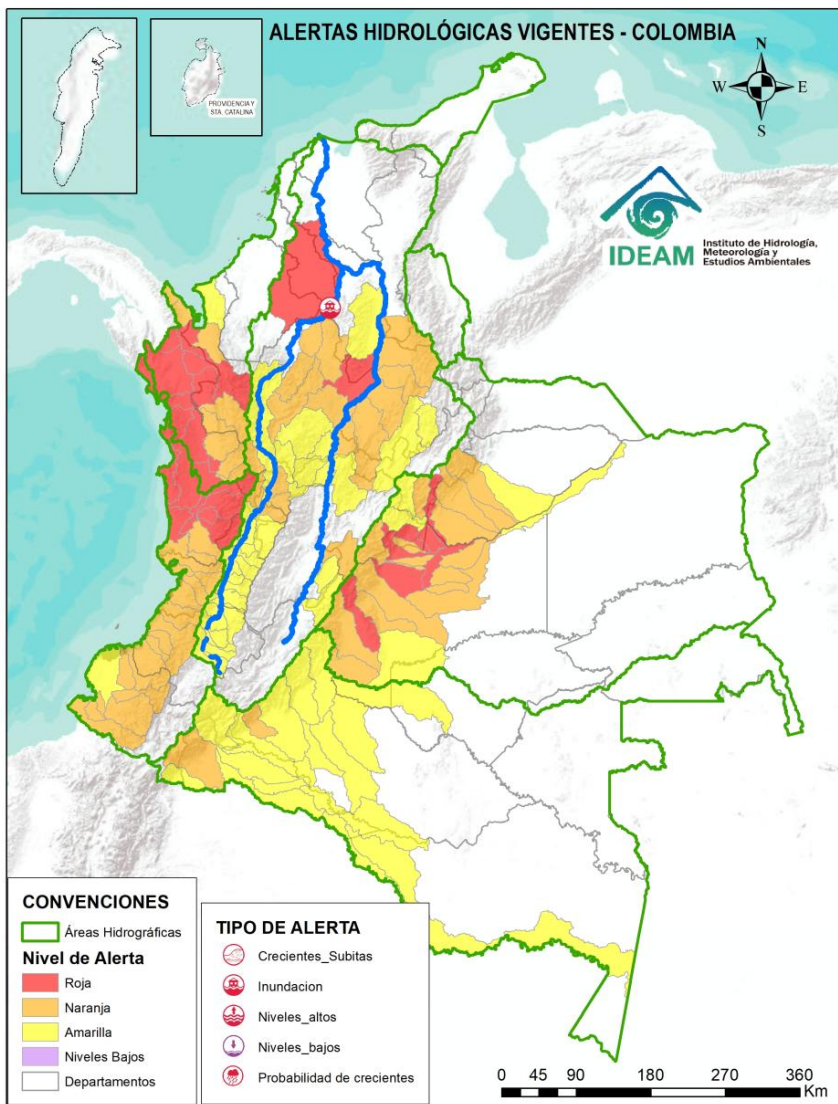 ALERTAS HIDROLÓGICAS VIGENTES - COLOMBIA
PROVIDENCIA Y
STA. CATALINA
N
W
E
S
IDEAM
Instituto de Hidrología,
Meteorología y
Estudios Ambientales
CONVENCIONES
Áreas Hidrográficas
Nivel de Alerta
Roja
Naranja
Amarilla
Niveles Bajos
Departamentos
TIPO DE ALERTA
Crecientes_Subitas
Inundacion
Niveles_altos
Niveles_bajos
Probabilidad de crecientes
0 45 90 180 270 360
Km